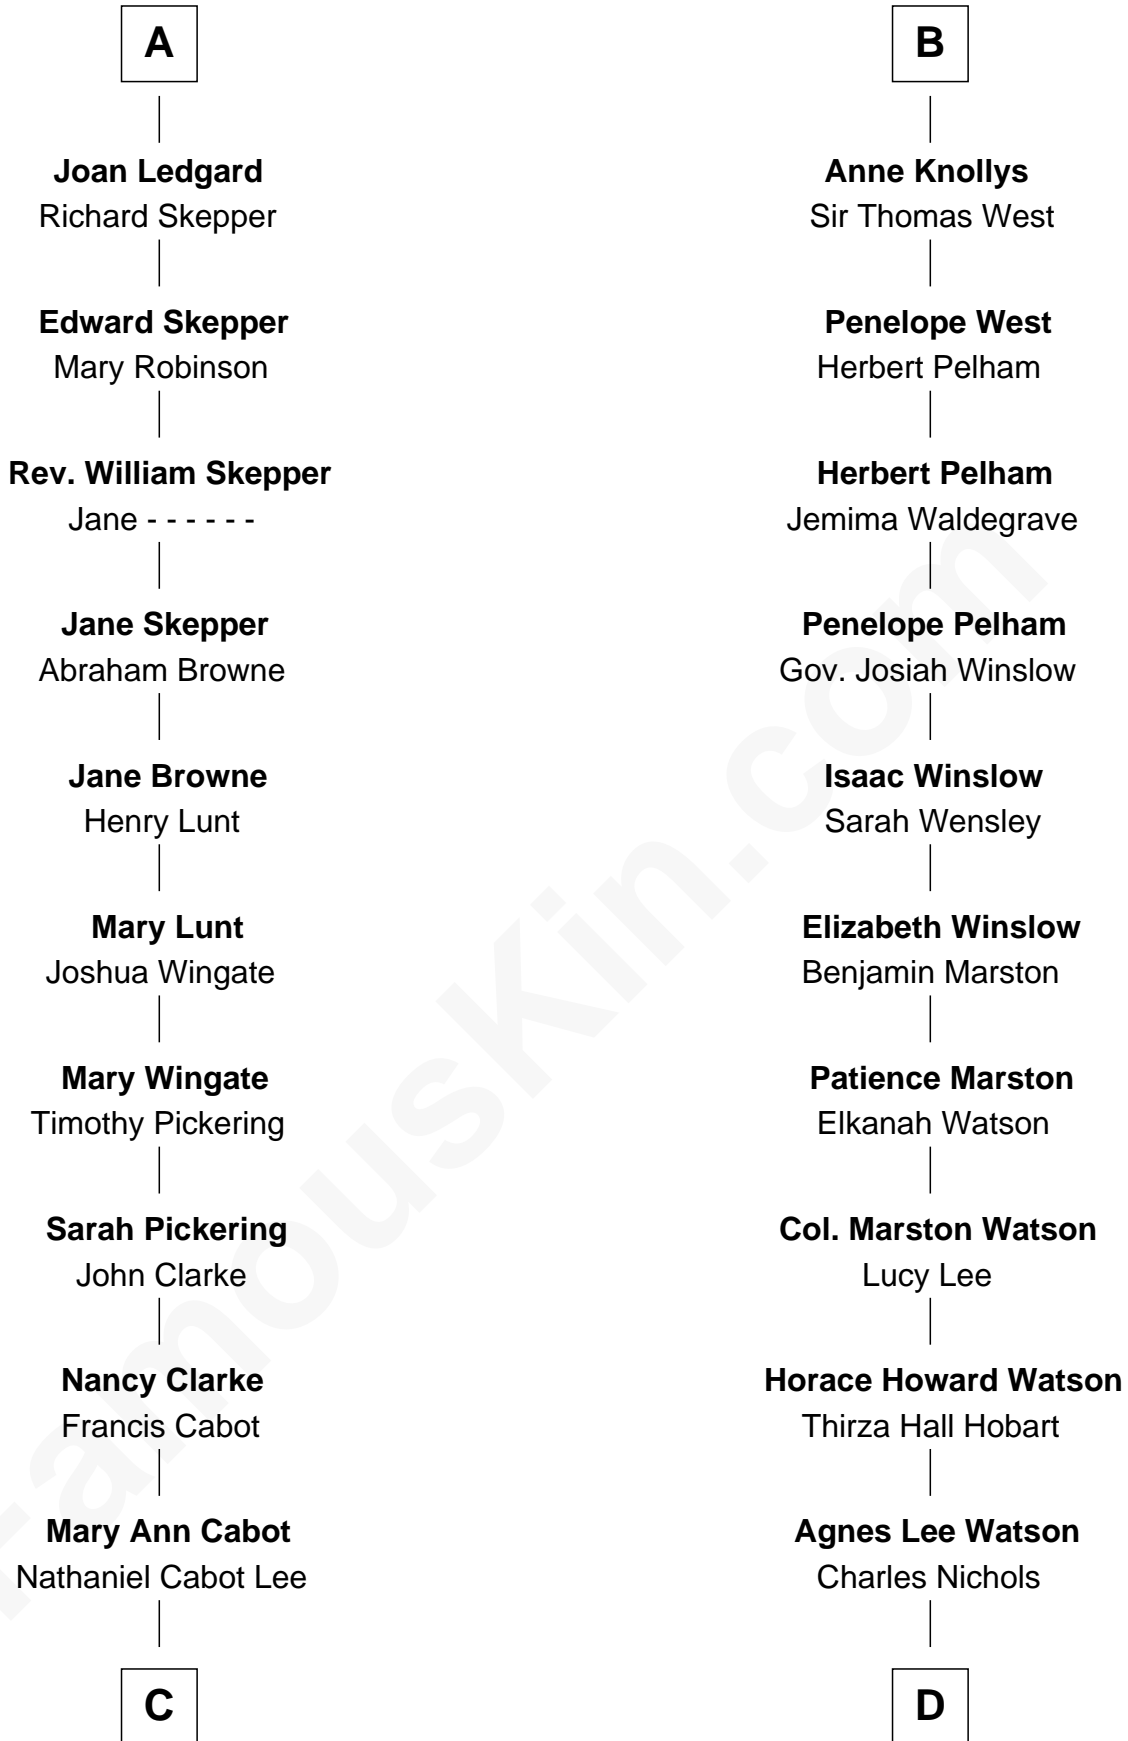 A
Joan Ledgard
Richard Skepper
Edward Skepper
Mary Robinson
Rev. William Skepper
Jane - - - - - -
Jane Skepper
Abraham Browne
Jane Browne
Henry Lunt
Mary Lunt
Joshua Wingate
Mary Wingate
Timothy Pickering
Sarah Pickering
John Clarke
Nancy Clarke
Francis Cabot
Mary Ann Cabot
Nathaniel Cabot Lee
C
B
Anne Knollys
Sir Thomas West
Penelope West
Herbert Pelham
Herbert Pelham
Jemima Waldegrave
Penelope Pelham
Gov. Josiah Winslow
Isaac Winslow
Sarah Wensley
Elizabeth Winslow
Benjamin Marston
Patience Marston
Elkanah Watson
Col. Marston Watson
Lucy Lee
Horace Howard Watson
Thirza Hall Hobart
Agnes Lee Watson
Charles Nichols
D
FamousKin.com